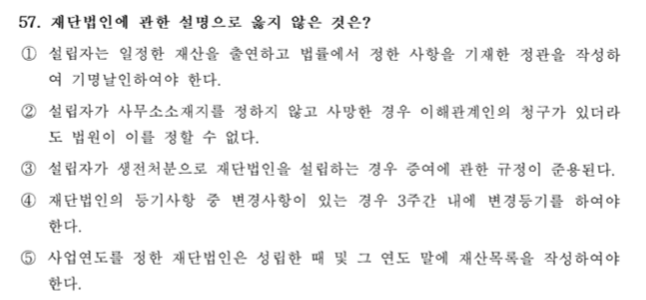 57. 재단법인에 관한 설명으로 옳지 않은 것은?
① 설립자는 일정한 재산을 출연하고 법률에서 정한 사항을 기재한 정관을 작성하
여 기명날인하여야 한다.
② 설립자가 사무소소재지를 정하지 않고 사망한 경우 이해관계인의 청구가 있더라
도 법원이 이를 정할 수 없다.
③ 설립자가 생전처분으로 재단법인을 설립하는 경우 증여에 관한 규정이 준용된다.
④ 재단법인의 등기사항 중 변경사항이 있는 경우 3주간 내에 변경등기를 하여야
한다.
⑤ 사업연도를 정한 재단법인은 성립한 때 및 그 연도 말에 재산목록을 작성하여야
한다.